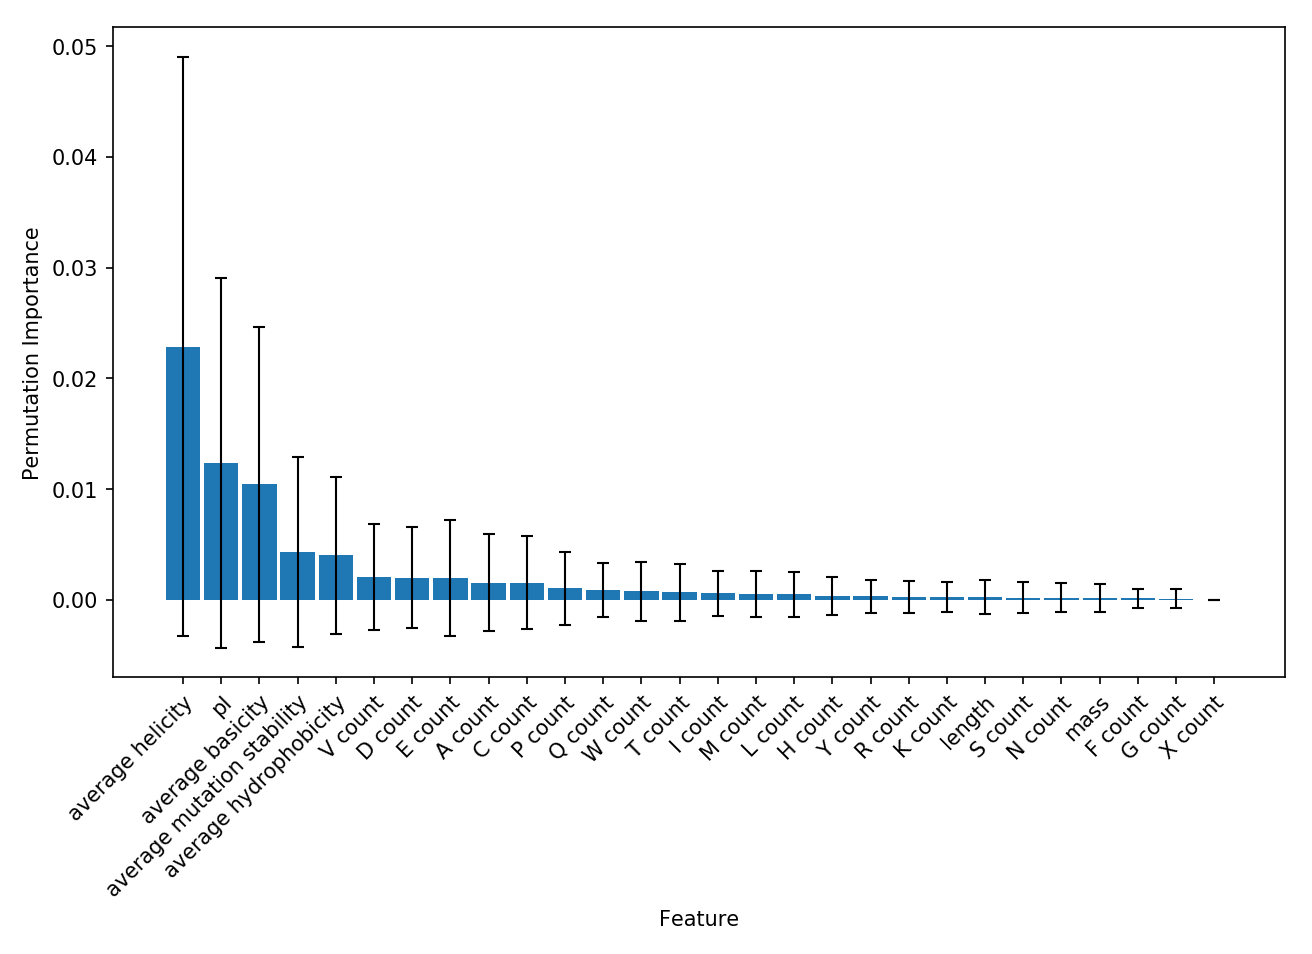 0.05
0.04
0.03
0.02
0.01
0.00
Permutation Importance
average helicity
pI
average basicity
average mutation stability
average hydrophobicity
V count
D count
E count
A count
C count
P count
Q count
W count
T count
I count
M count
L count
H count
Y count
R count
K count
length
S count
N count
mass
F count
G count
X count
Feature